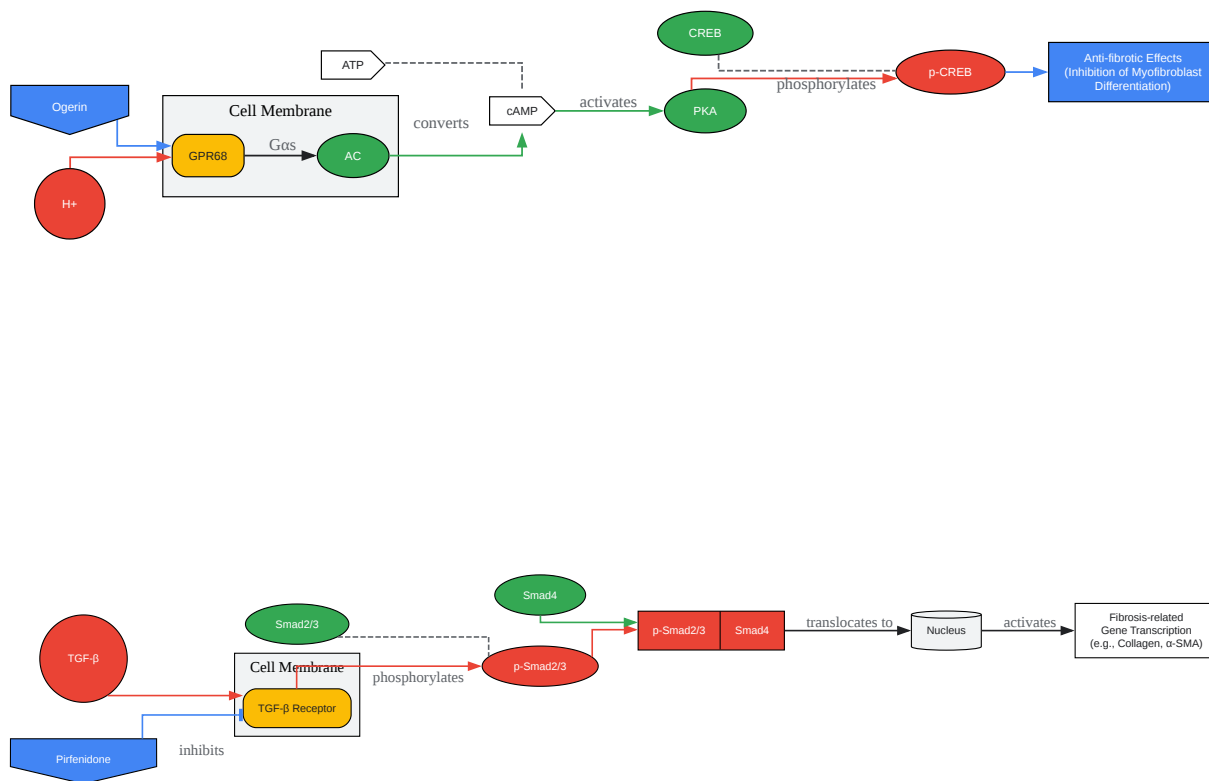 CREB
ATP
Ogerin
Cell Membrane
GPR68
Gαs
AC
H+
converts
cAMP
activates
PKA
phosphorylates
p-CREB
Anti-fibrotic Effects
(Inhibition of Myofibroblast
Differentiation)
TGF-β
Smad2/3
Cell Membrane
TGF-β Receptor
Pirfenidone
inhibits
phosphorylates
Smad4
p-Smad2/3
p-Smad2/3
Smad4
translocates to
Nucleus
activates
Fibrosis-related
Gene Transcription
(e.g., Collagen, α-SMA)